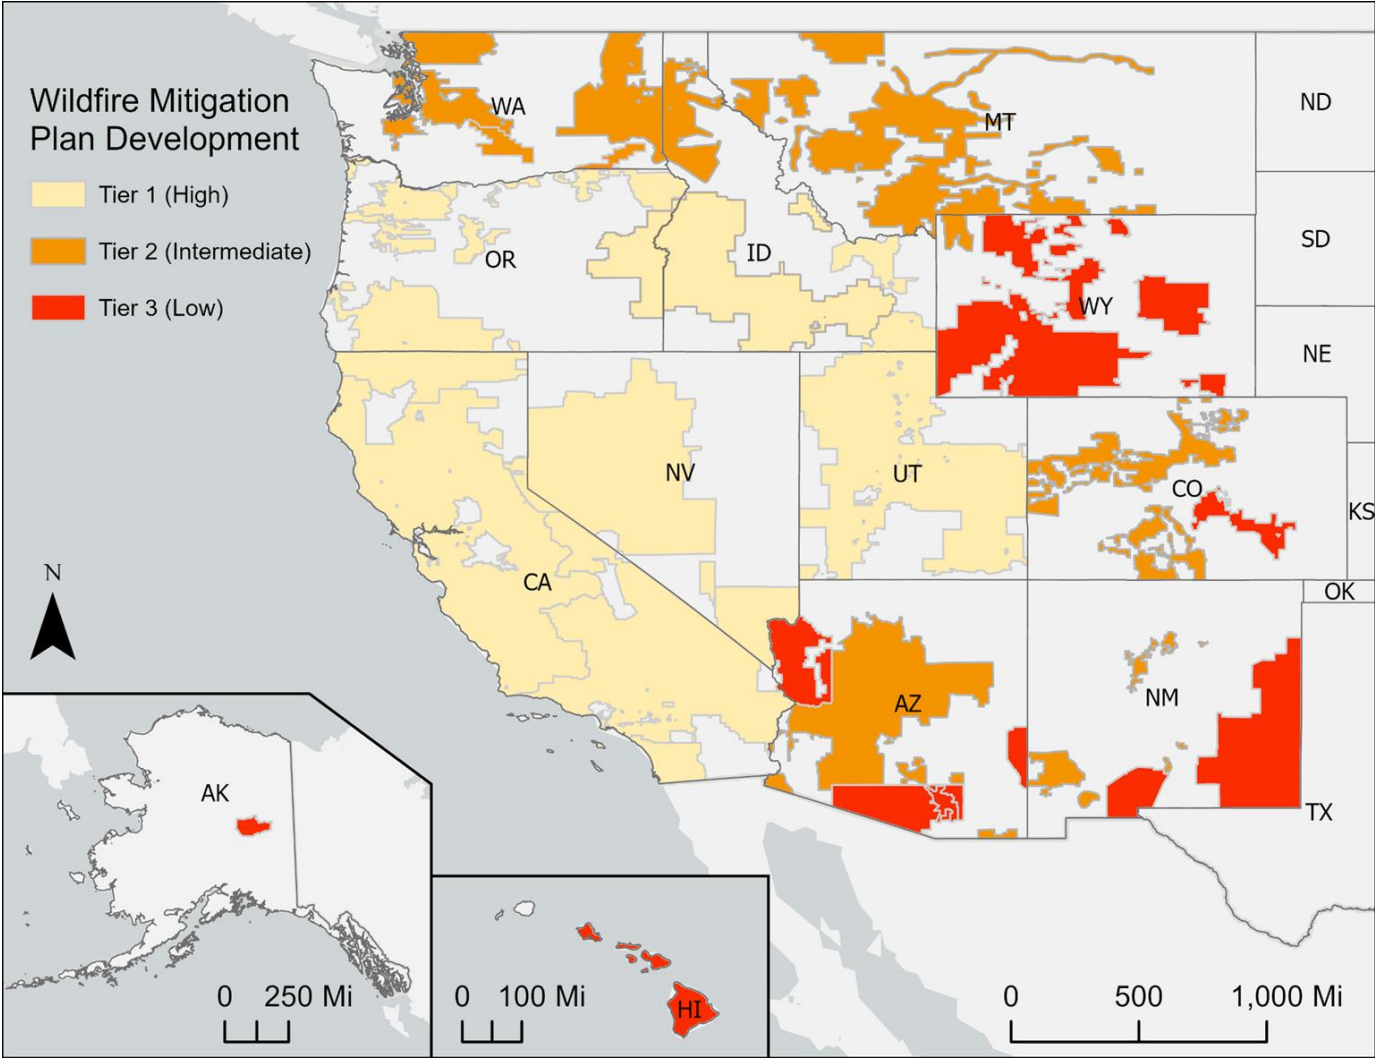 Wildfire Mitigation
Plan Development
Tier 1 (High)
Tier 2 (Intermediate)
Tier 3 (Low)
WA
MT
ND
OR
ID
SD
WY
NE
NV
UT
CO
KS
CA
OK
N
AZ
NM
TX
AK
0 250 Mi
HI
0 100 Mi
0 500 1,000 Mi